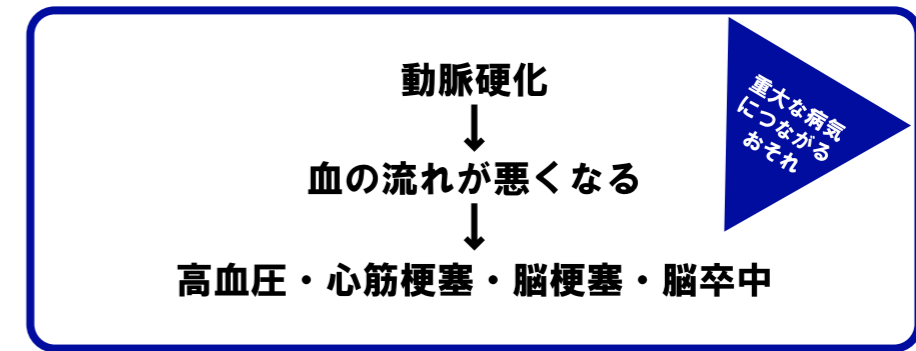 動脈硬化
↓
血の流れが悪くなる
↓
高血圧・心筋梗塞・脳梗塞・脳卒中
重大な病気
につながる
おそれ